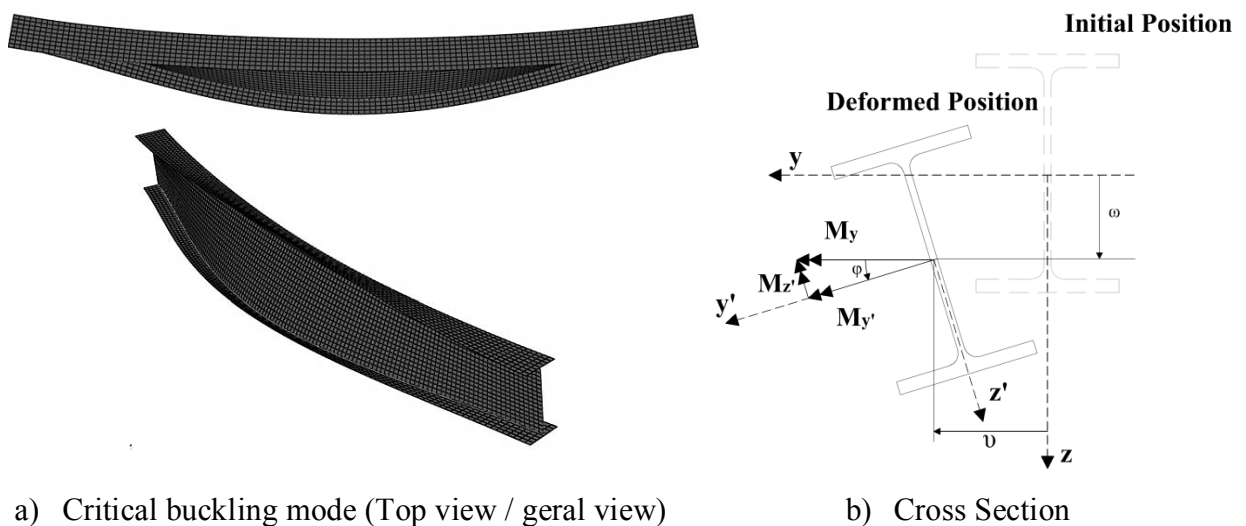 Initial Position
Deformed Position
y
ω
My
φ
Mz'
y'
My'
z'
υ
z
a) Critical buckling mode (Top view / geral view)
b) Cross Section